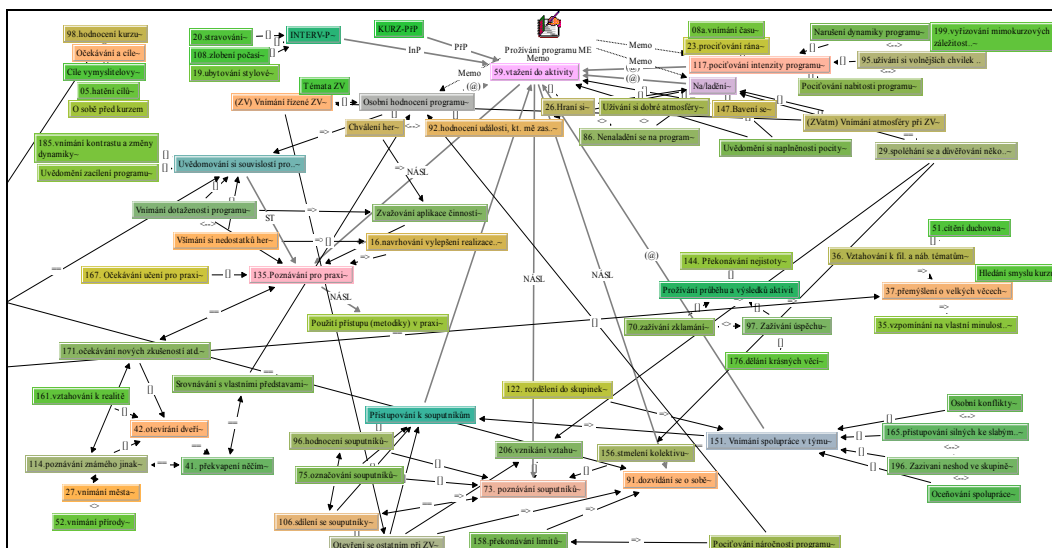 98.hodnocení kurzu~
Očekávání a cíle~
Cíle vymyslitelovy~
05.hatění cílů~
O sobě před kurzem
20.stravování~
108.zlobení počasí~
19.ubytování stylové~
INTERV-P~
KURZ-PřP
InP
PřP
Prožívání programu ME
Memo
59.vtažení do aktivity
Memo
(@)
Memo
(@)
(@)
08a.vnímání času~
23.prociťování rána~
117.pociťování intenzity programu~
Na/ladění~
Narušení dynamiky programu~
199.vyřizování mimokurzových
záležitost..~
95.užívání si volnějších chvilek ..~
Pociťování nabitosti programu~
Témata ZV~
(ZV) Vnímání řízené ZV~
Osobní hodnocení programu~
Chválení her~
92.hodnocení události, kt. mě zas..~
26.Hraní si~
Užívání si dobré atmosféry~
147.Bavení se~
(ZVatm) Vnímání atmosféry při ZV~
86. Nenaladění se na program~
Uvědomění si naplněnosti pocity~
29.spoléhání se a důvěřování něko..~
185.vnímání kontrastu a změny
dynamiky~
Uvědomění zacílení programu~
Uvědomování si souvislostí pro..~
NÁSL
Vnímání dotaženosti programu~
ST
Zvažování aplikace činností~
Všímání si nedostatků her~
16.navrhování vylepšení realizace..~
167. Očekávání učení pro praxi~
135.Poznávání pro praxi~
NÁSL
NÁSL
NÁSL
(@)
51.cítění duchovna~
36. Vztahování k fil. a náb. tématům~
Hledání smyslu kurzu
37.přemýšlení o velkých věcech~
35.vzpomínání na vlastní minulost..~
144. Překonávání nejistoty~
Prožívání průběhu a výsledků aktivit
70.zažívání zklamání~
97. Zažívání úspěchu~
176.dělání krásných věcí~
Použití přístupu (metodiky) v praxi~
171.očekávání nových zkušeností atd.~
Srovnávání s vlastními představami~
161.vztahování k realitě
42.otevírání dveří~
114.poznávání známého jinak~
41. překvapení něčím~
27.vnímání města~
<>
52.vnímání přírody~
122. rozdělení do skupinek~
Přistupování k souputníkům
96.hodnocení souputníků~
75.označování souputníků~
106.sdílení se souputníky~
Otevření se ostatním při ZV~
206.vznikání vztahu~
156.stmelení kolektivu~
73. poznávání souputníků~
91.dozvídání se o sobě~
158.překonávání limitů~
Pociťování náročnosti programu~
151. Vnímání spolupráce v týmu~
Osobní konflikty~
165.přistupování silných ke slabým..~
196. Zazivani neshod ve skupině~
Oceňování spolupráce~